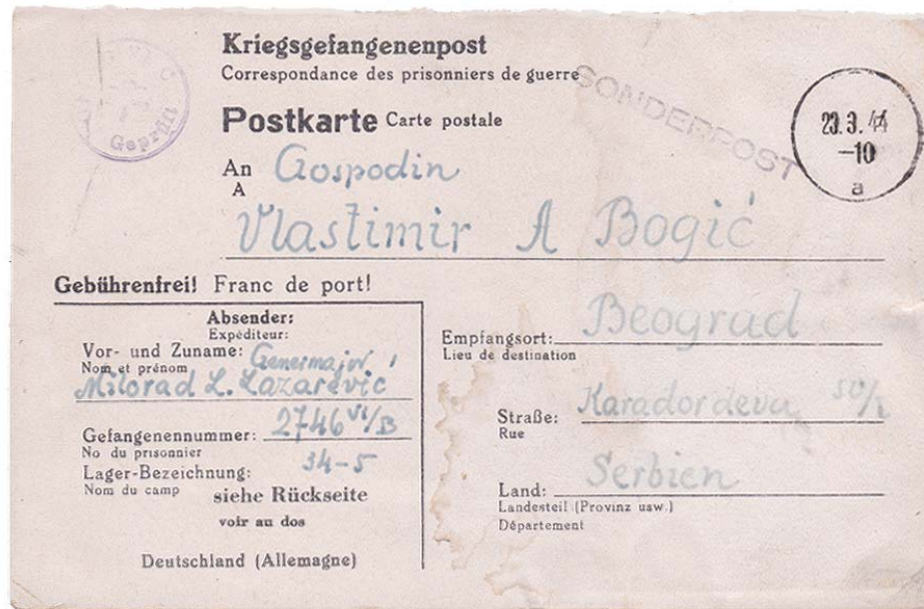 Kriegsgefangenenpost
Correspondance des prisonniers de guerre
SONDERPOST
Geprüft
23.3.44
-10
a
Postkarte Carte postale
An Gospodin
A
Vlastimir A Bogić
Gebührenfrei! Franc de port!
Absender:
Expéditeur:
Vor- und Zuname:
Nom et prénom
Milorad L. Lazarević
Gefangenennummer: 2746 VI/B
No du prisonnier
34-5
Lager-Bezeichnung:
Nom du camp
siehe Rückseite
voir au dos
Deutschland (Allemagne)
Empfangsort: Beograd
Lieu de destination
Straße: Karadordeva
Rue
Land: Serbien
Landesteil (Provinz usw.)
Département